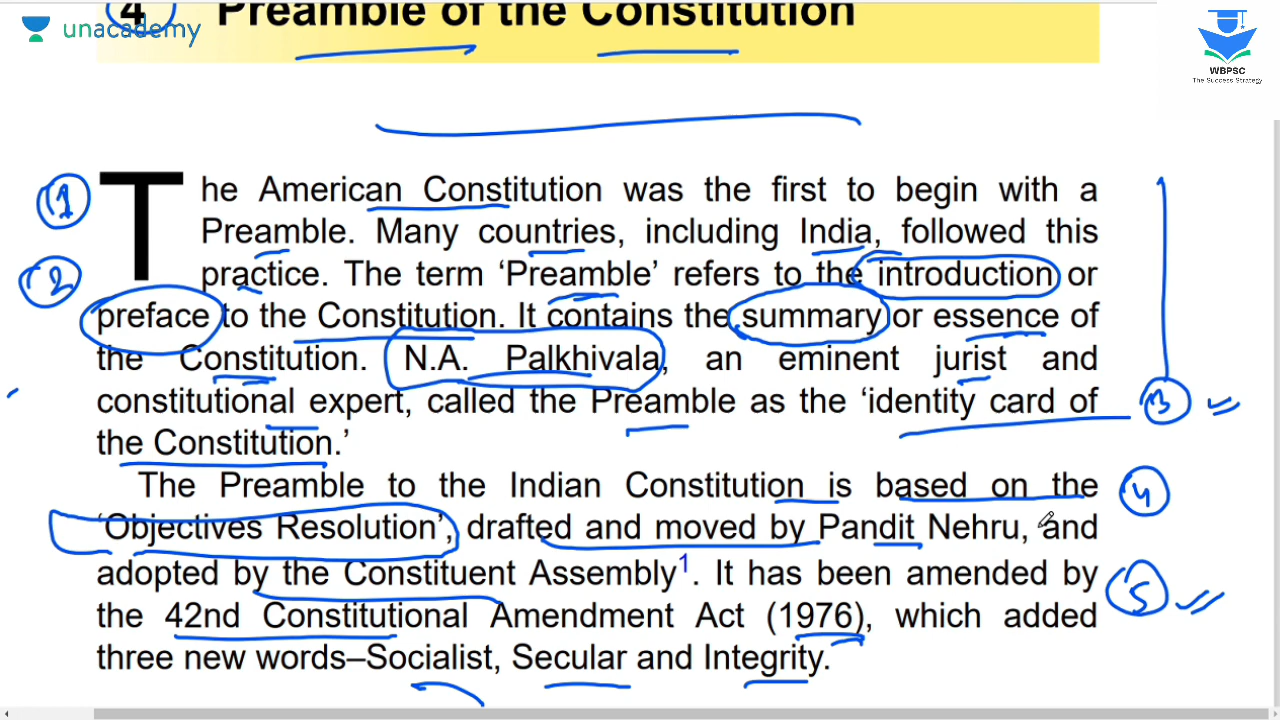 4 Preamble of the Constitution
unacademy
WBPSC
The Success Strategy
1
The American Constitution was the first to begin with a
Preamble. Many countries, including India, followed this
2
practice. The term ‘Preamble’ refers to the introduction or
preface to the Constitution. It contains the summary or essence of
the Constitution. N.A. Palkhivala, an eminent jurist and
constitutional expert, called the Preamble as the ‘identity card of
3
the Constitution.’
The Preamble to the Indian Constitution is based on the
4
‘Objectives Resolution’, drafted and moved by Pandit Nehru, and
adopted by the Constituent Assembly1. It has been amended by
5
the 42nd Constitutional Amendment Act (1976), which added
three new words–Socialist, Secular and Integrity.